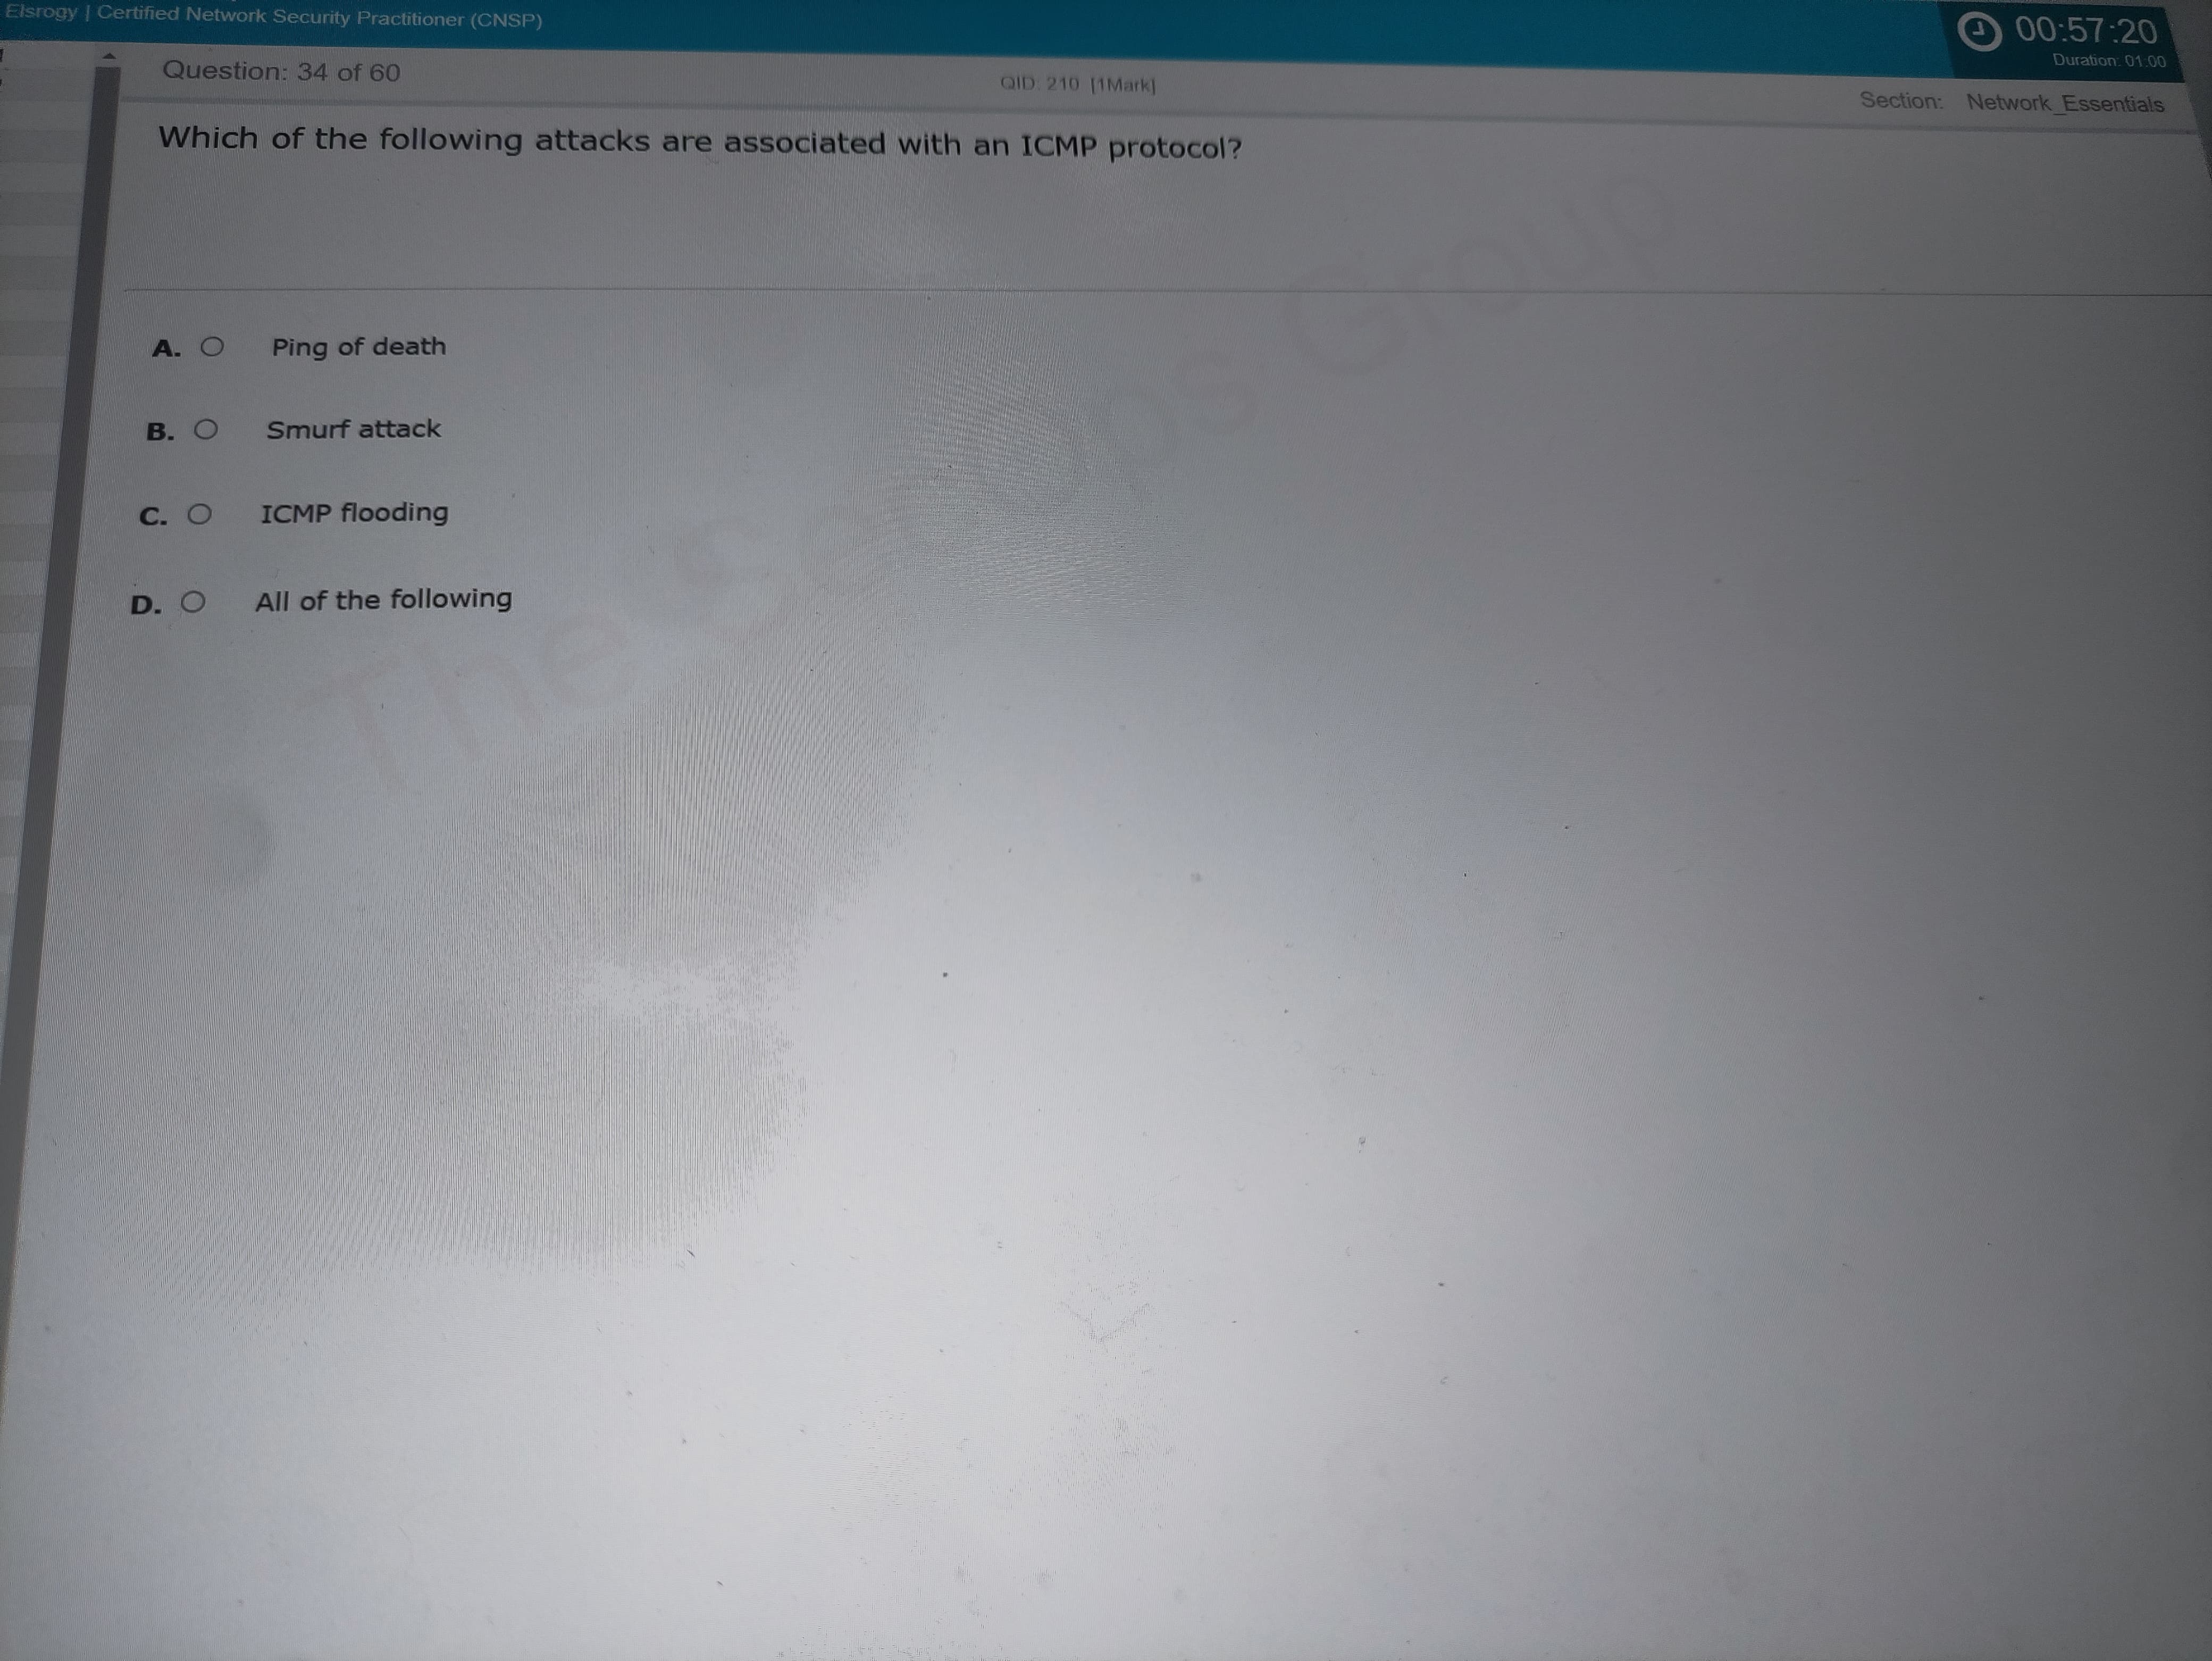 Elsrogy | Certified Network Security Practitioner (CNSP)
00:57:20
Duration: 01:00
Question: 34 of 60
QID: 210 [1Mark]
Section: Network_Essentials
Which of the following attacks are associated with an ICMP protocol?
A. Ping of death
B. Smurf attack
C. ICMP flooding
D. All of the following
The Group